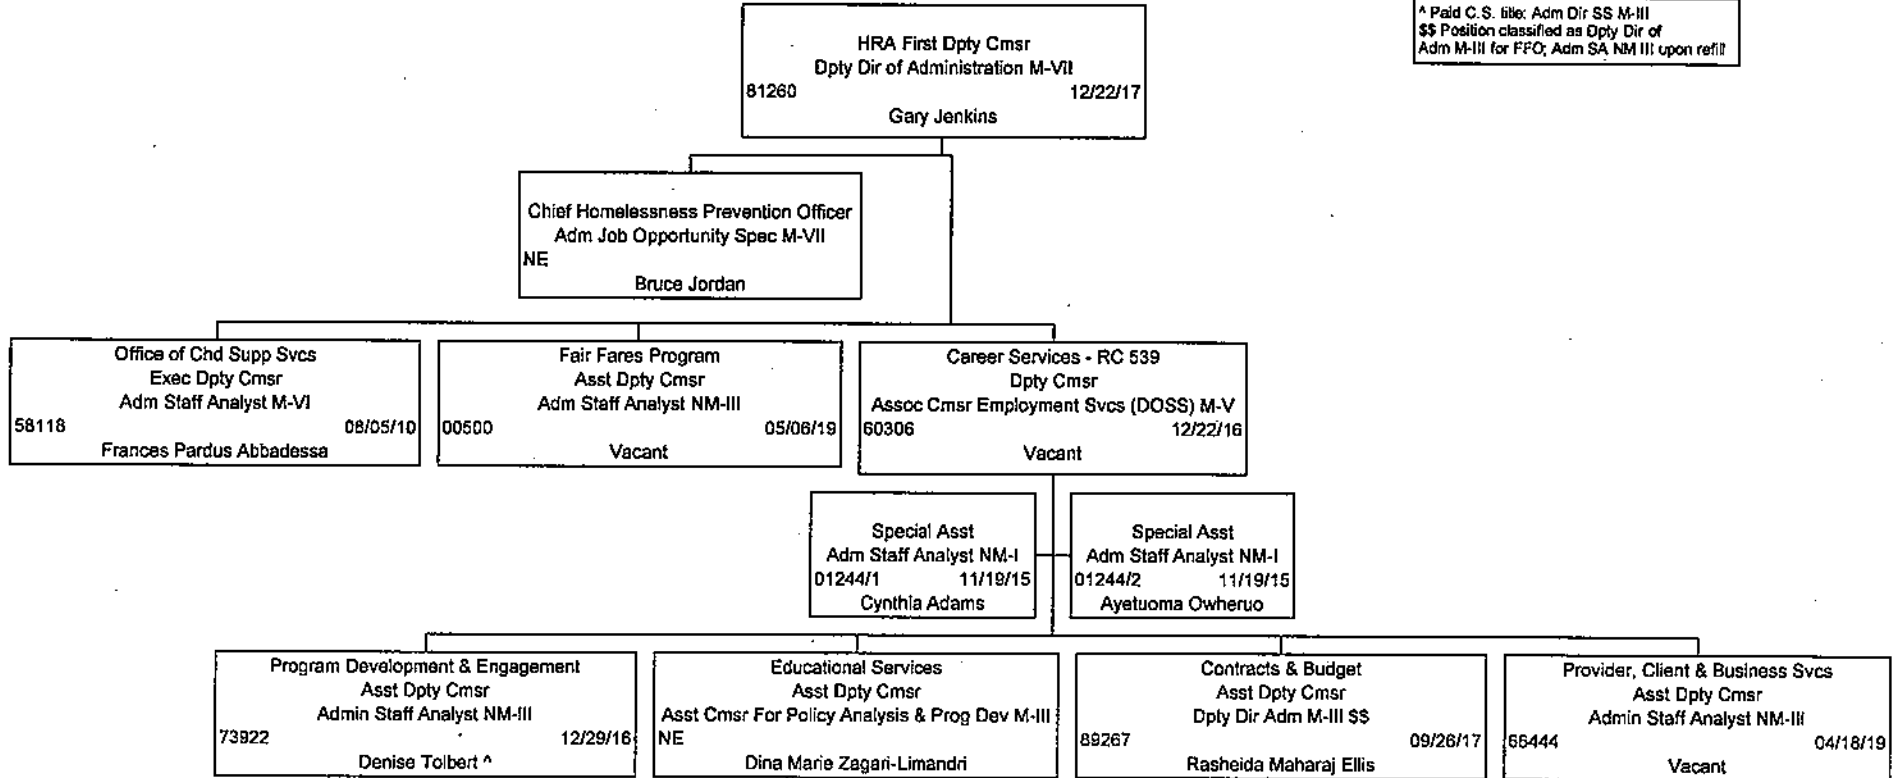 ^ Paid C.S. title: Adm Dir SS M-III
$$ Position classified as Dpty Dir of
Adm M-III for FFO; Adm SA NM III upon refill
HRA First Dpty Cmsr
Dpty Dir of Administration M-VII
81260 12/22/17
Gary Jenkins
Chief Homelessness Prevention Officer
Adm Job Opportunity Spec M-VII
NE
Bruce Jordan
Office of Chd Supp Svcs
Exec Dpty Cmsr
Adm Staff Analyst M-VI
58118 08/05/10
Frances Pardus Abbadessa
Fair Fares Program
Asst Dpty Cmsr
Adm Staff Analyst NM-III
00500 05/06/19
Vacant
Career Services - RC 539
Dpty Cmsr
Assoc Cmsr Employment Svcs (DOSS) M-V
60306 12/22/16
Vacant
Special Asst
Adm Staff Analyst NM-I
01244/1 11/19/15
Cynthia Adams
Special Asst
Adm Staff Analyst NM-I
01244/2 11/19/15
Ayetuoma Owheruo
Program Development & Engagement
Asst Dpty Cmsr
Admin Staff Analyst NM-III
73922 12/29/16
Denise Tolbert ^
Educational Services
Asst Dpty Cmsr
Asst Cmsr For Policy Analysis & Prog Dev M-III
NE
Dina Marie Zagari-Limandri
Contracts & Budget
Asst Dpty Cmsr
Dpty Dir Adm M-III $$
89267 09/26/17
Rasheida Maharaj Ellis
Provider, Client & Business Svcs
Asst Dpty Cmsr
Admin Staff Analyst NM-III
66444 04/18/19
Vacant